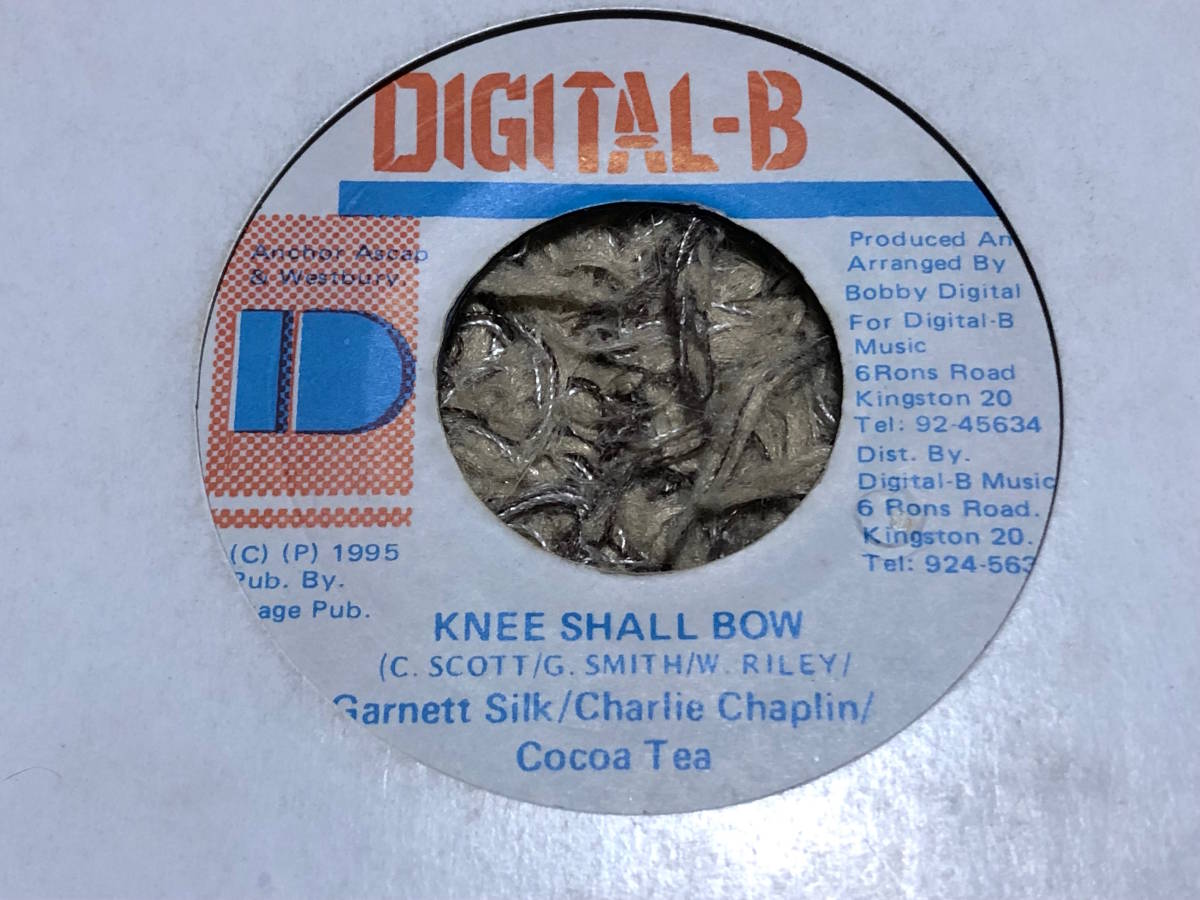 DIGITAL-B
Anchor Ascap
& Westbury
Produced An
Arranged By
Bobby Digital
For Digital-B
Music
6Rons Road
Kingston 20
Tel: 92-45634
Dist. By.
Digital-B Music
6 Rons Road.
Kingston 20.
Tel: 924-563
(C) (P) 1995
Pub. By.
age Pub.
KNEE SHALL BOW
(C. SCOTT/G. SMITH/W. RILEY/
Garnett Silk/Charlie Chaplin/
Cocoa Tea